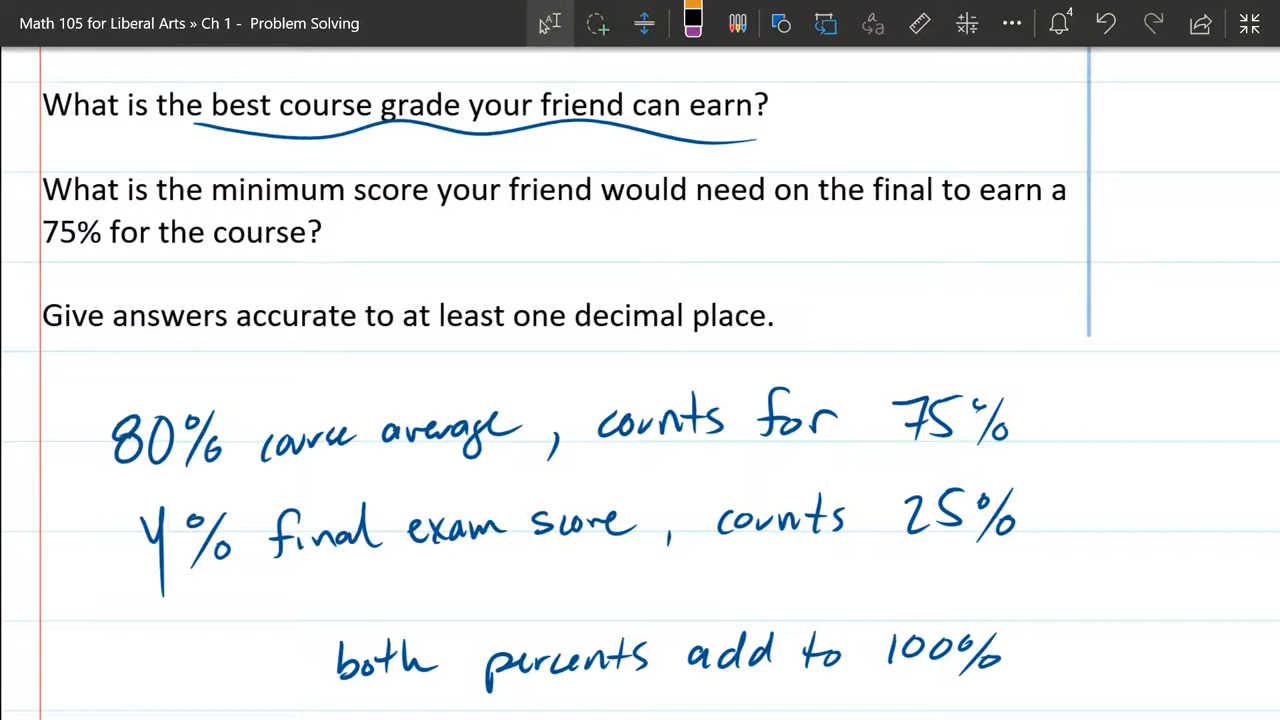 Math 105 for Liberal Arts » Ch 1 - Problem Solving
4
What is the best course grade your friend can earn?
What is the minimum score your friend would need on the final to earn a
75% for the course?
Give answers accurate to at least one decimal place.
80% course average, counts for 75%
y% final exam score, counts 25%
both percents add to 100%